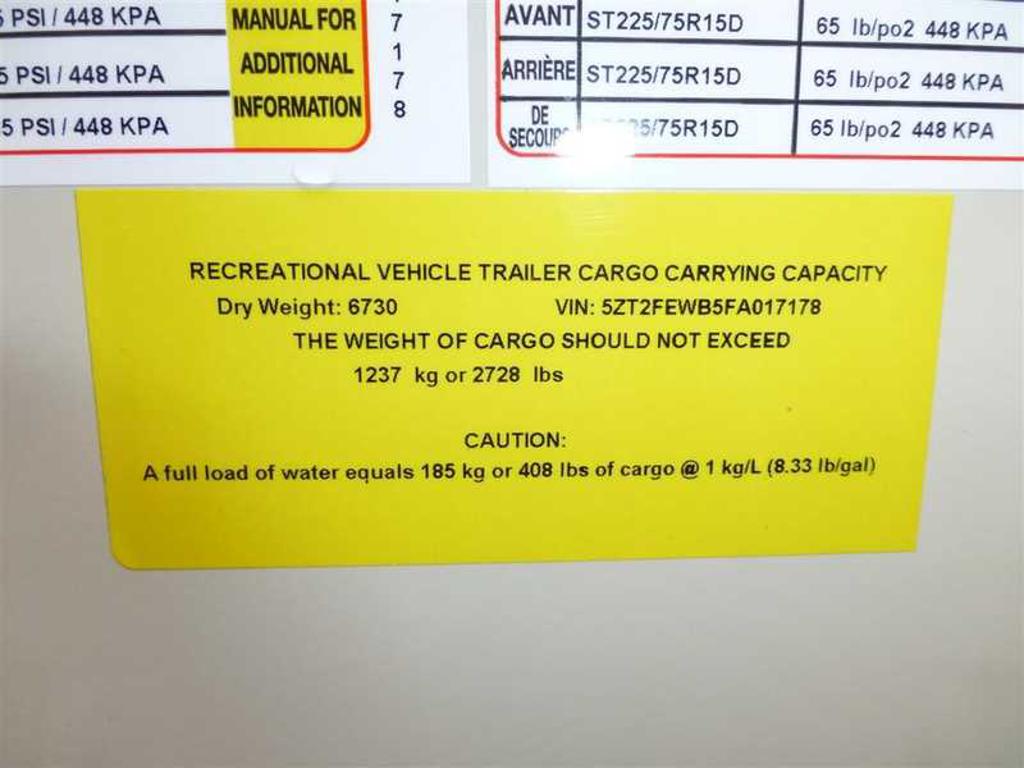 5 PSI / 448 KPA
5 PSI / 448 KPA
5 PSI / 448 KPA
MANUAL FOR
ADDITIONAL
INFORMATION
7
1
7
8
AVANT ST225/75R15D 65 lb/po2 448 KPA
ARRIÈRE ST225/75R15D 65 lb/po2 448 KPA
DE
SECOURS 25/75R15D 65 lb/po2 448 KPA
RECREATIONAL VEHICLE TRAILER CARGO CARRYING CAPACITY
Dry Weight: 6730 VIN: 5ZT2FEWB5FA017178
THE WEIGHT OF CARGO SHOULD NOT EXCEED
1237 kg or 2728 lbs
CAUTION:
A full load of water equals 185 kg or 408 lbs of cargo @ 1 kg/L (8.33 lb/gal)